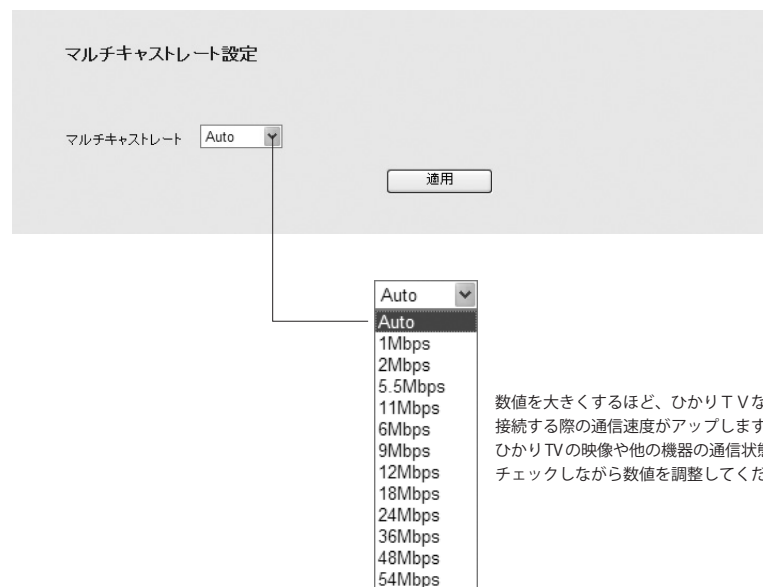 マルチキャストレート設定
マルチキャストレート Auto
適用
Auto
Auto
1Mbps
2Mbps
5.5Mbps
11Mbps
6Mbps
9Mbps
12Mbps
18Mbps
24Mbps
36Mbps
48Mbps
54Mbps
数値を大きくするほど、ひかりＴＶな
接続する際の通信速度がアップします
ひかりTVの映像や他の機器の通信状態
チェックしながら数値を調整してくだ